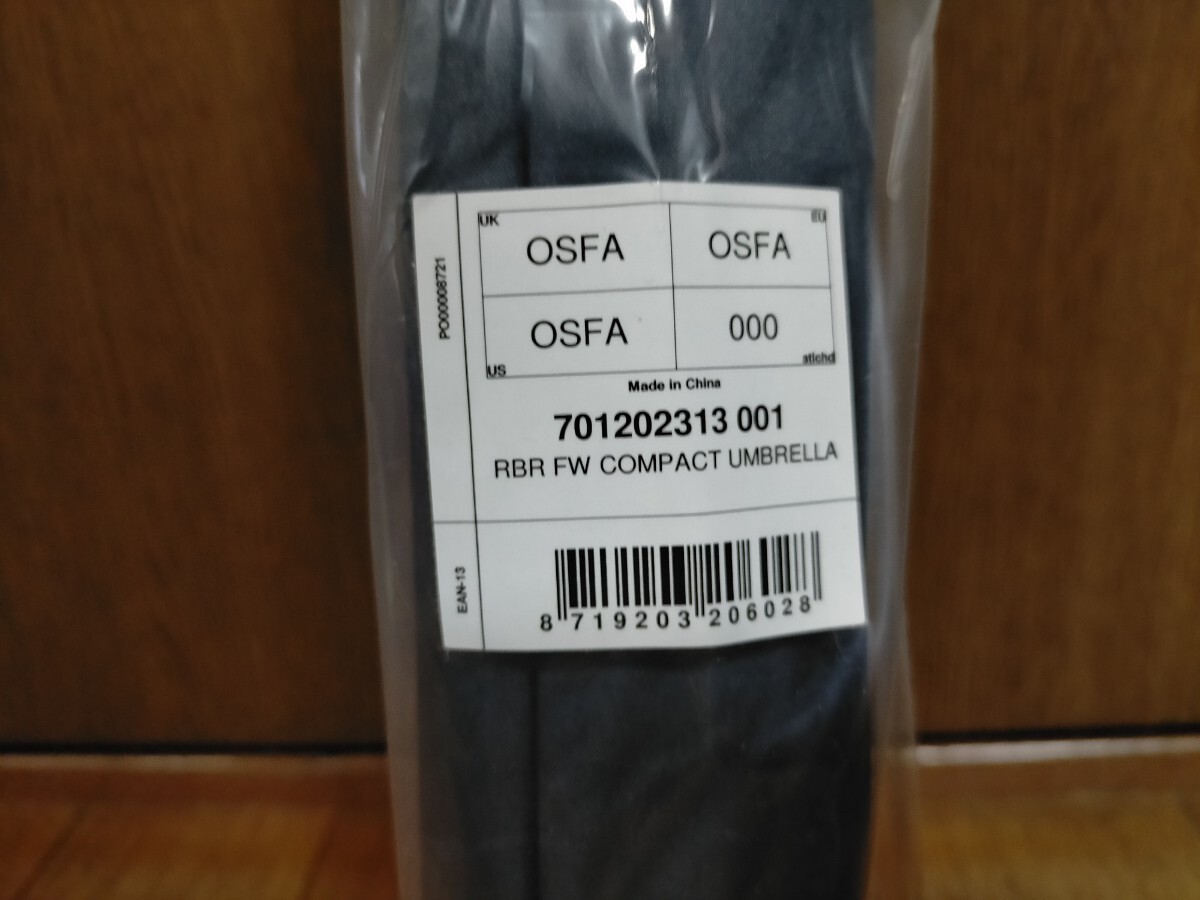 PO00008721
UK
EU
OSFA
OSFA
OSFA
000
US
stichd
Made in China
701202313 001
RBR FW COMPACT UMBRELLA
EAN-13
8 719203 206028